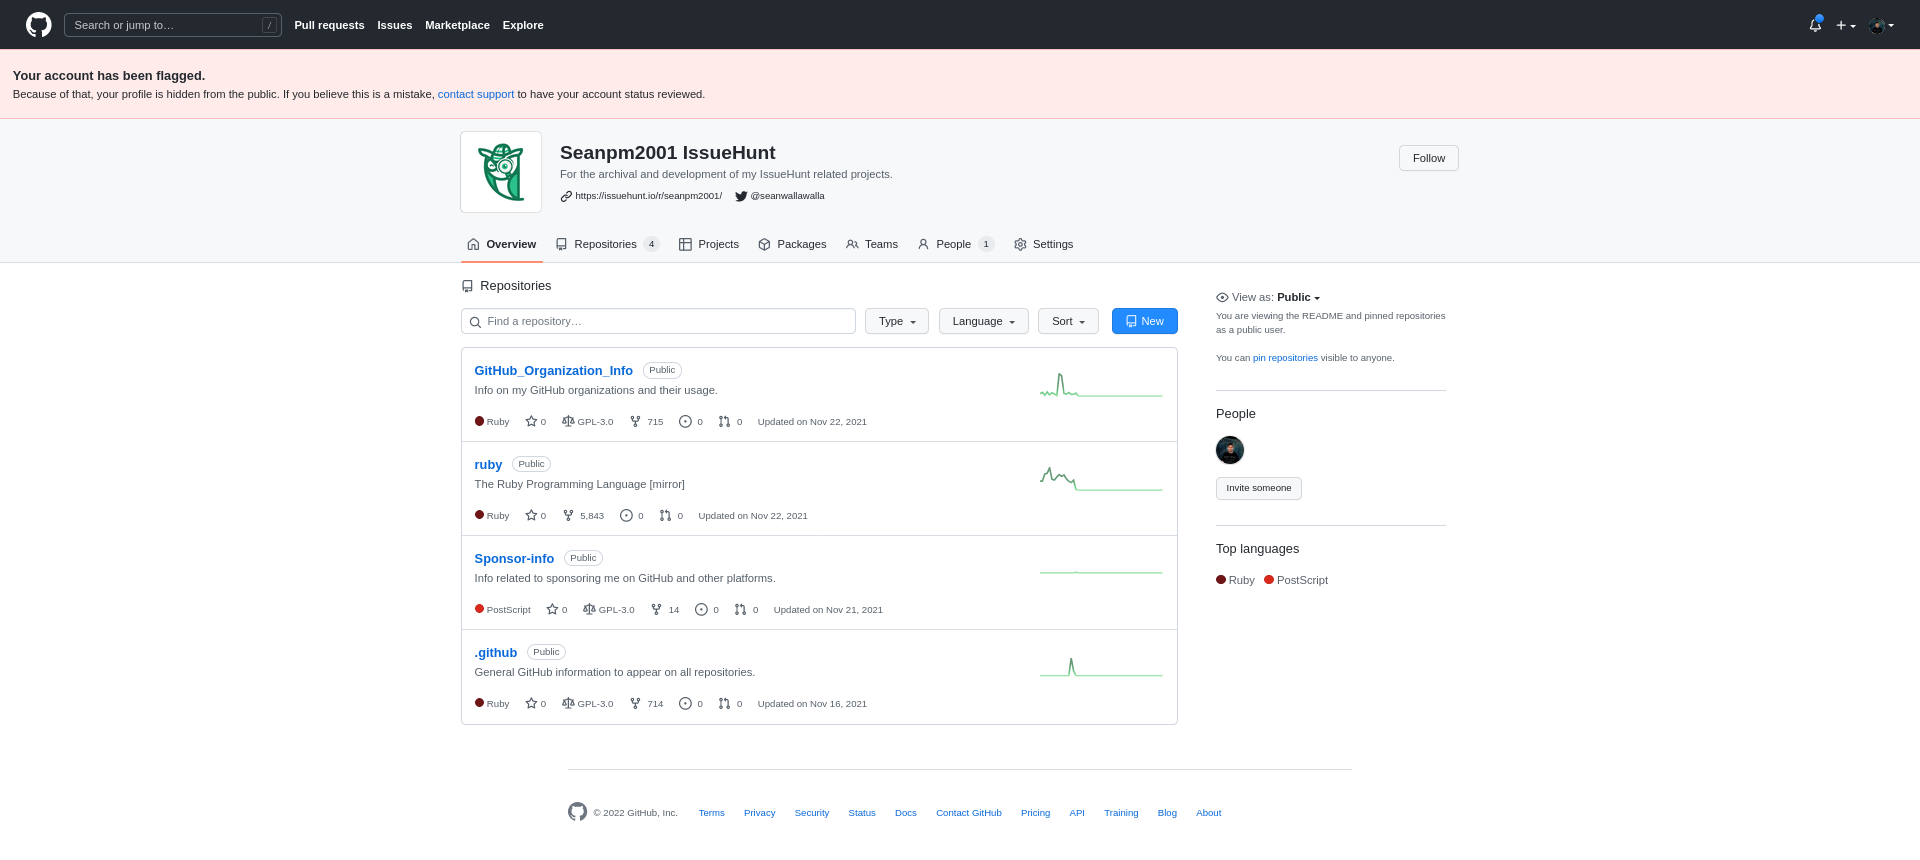 Search or jump to… /
Pull requests Issues Marketplace Explore
Your account has been flagged.
Because of that, your profile is hidden from the public. If you believe this is a mistake, contact support to have your account status reviewed.
Seanpm2001 IssueHunt
For the archival and development of my IssueHunt related projects.
https://issuehunt.io/r/seanpm2001/ @seanwallawalla
Follow
Overview Repositories 4 Projects Packages Teams People 1 Settings
Repositories
Find a repository… Type Language Sort New
GitHub_Organization_Info Public
Info on my GitHub organizations and their usage.
Ruby 0 GPL-3.0 715 0 0 Updated on Nov 22, 2021
ruby Public
The Ruby Programming Language [mirror]
Ruby 0 5,843 0 0 Updated on Nov 22, 2021
Sponsor-info Public
Info related to sponsoring me on GitHub and other platforms.
PostScript 0 GPL-3.0 14 0 0 Updated on Nov 21, 2021
.github Public
General GitHub information to appear on all repositories.
Ruby 0 GPL-3.0 714 0 0 Updated on Nov 16, 2021
View as: Public
You are viewing the README and pinned repositories
as a public user.
You can pin repositories visible to anyone.
People
Invite someone
Top languages
Ruby PostScript
© 2022 GitHub, Inc. Terms Privacy Security Status Docs Contact GitHub Pricing API Training Blog About